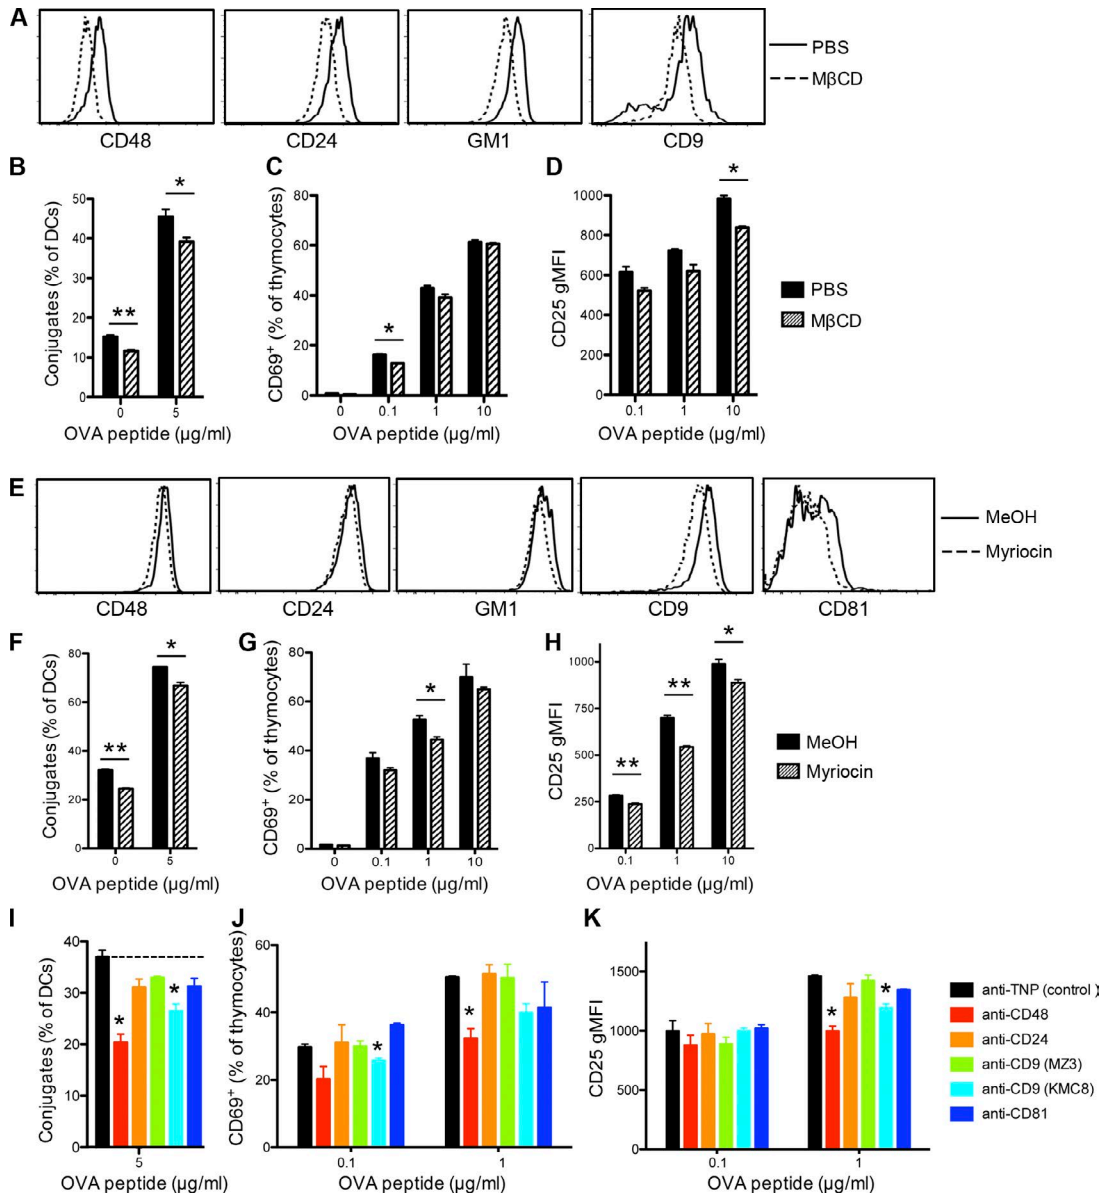 A
CD48 CD24 GM1 CD9
PBS
MβCD
B
Conjugates (% of DCs)
50
40
30
20
10
0
** *
0 5
OVA peptide (μg/ml)
C
CD69⁺ (% of thymocytes)
80
60
40
20
0
*
0 0.1 1 10
OVA peptide (μg/ml)
D
CD25 gMFI
1000
800
600
400
200
0
*
0.1 1 10
OVA peptide (μg/ml)
PBS
MβCD
E
CD48 CD24 GM1 CD9 CD81
MeOH
Myriocin
F
Conjugates (% of DCs)
80
60
40
20
0
** *
0 5
OVA peptide (μg/ml)
G
CD69⁺ (% of thymocytes)
80
60
40
20
0
*
0 0.1 1 10
OVA peptide (μg/ml)
H
CD25 gMFI
1000
750
500
250
0
** ** *
0.1 1 10
OVA peptide (μg/ml)
MeOH
Myriocin
I
Conjugates (% of DCs)
40
30
20
10
0
* *
5
OVA peptide (μg/ml)
J
CD69⁺ (% of thymocytes)
60
40
20
0
* *
0.1 1
OVA peptide (μg/ml)
K
CD25 gMFI
1500
1000
500
0
* *
0.1 1
OVA peptide (μg/ml)
anti-TNP (control)
anti-CD48
anti-CD24
anti-CD9 (MZ3)
anti-CD9 (KMC8)
anti-CD81